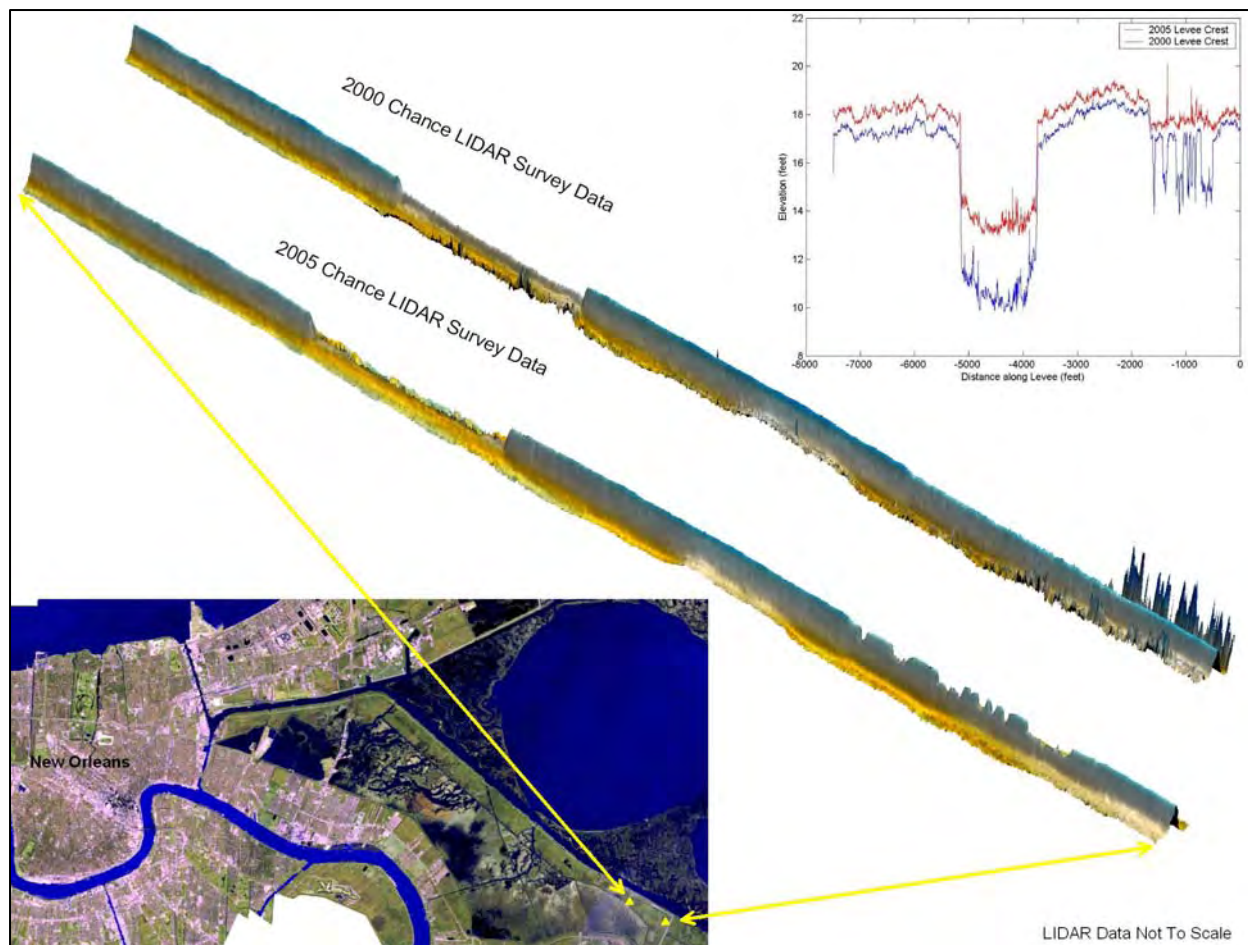 2000 Chance LIDAR Survey Data
2005 Chance LIDAR Survey Data
22
20
18
16
14
12
10
8
Elevation (feet)
2005 Levee Crest
2000 Levee Crest
-8000 -7000 -6000 -5000 -4000 -3000 -2000 -1000 0
Distance along Levee (feet)
New Orleans
LIDAR Data Not To Scale